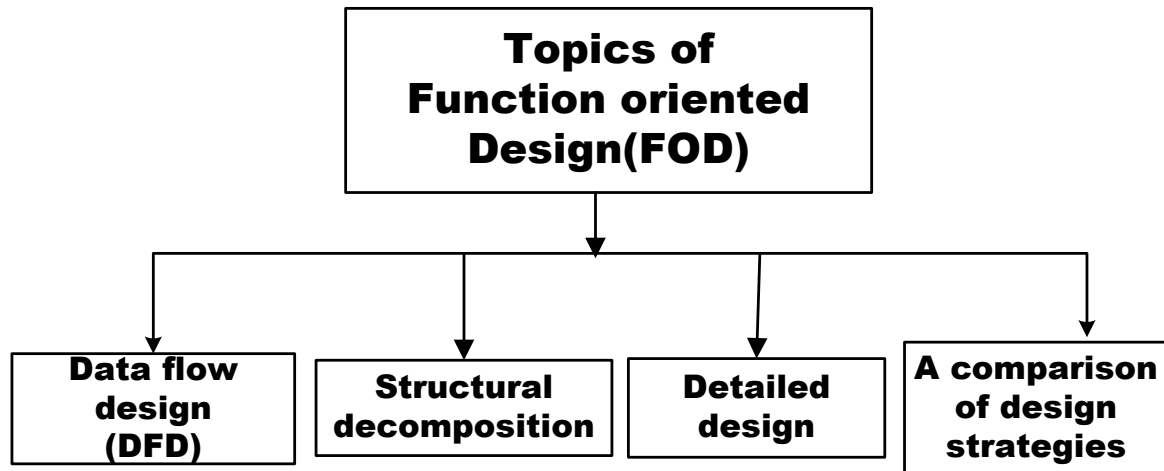 Topics of
Function oriented
Design(FOD)
Data flow
design
(DFD)
Structural
decomposition
Detailed
design
A comparison
of design
strategies